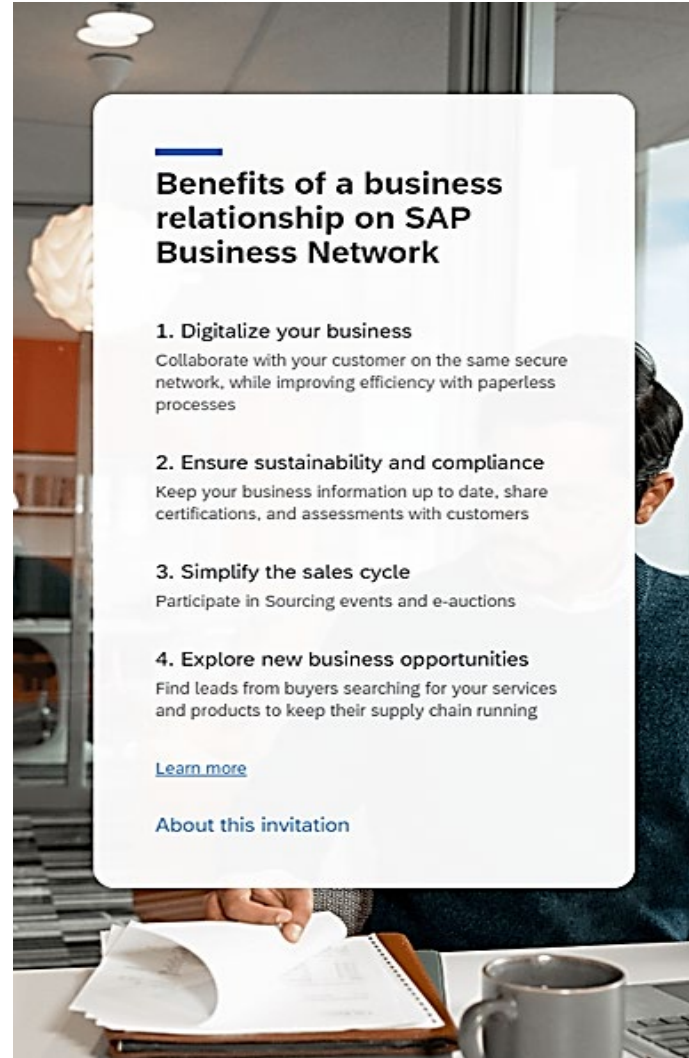 Benefits of a business
relationship on SAP
Business Network
1. Digitalize your business
Collaborate with your customer on the same secure
network, while improving efficiency with paperless
processes
2. Ensure sustainability and compliance
Keep your business information up to date, share
certifications, and assessments with customers
3. Simplify the sales cycle
Participate in Sourcing events and e-auctions
4. Explore new business opportunities
Find leads from buyers searching for your services
and products to keep their supply chain running
Learn more
About this invitation